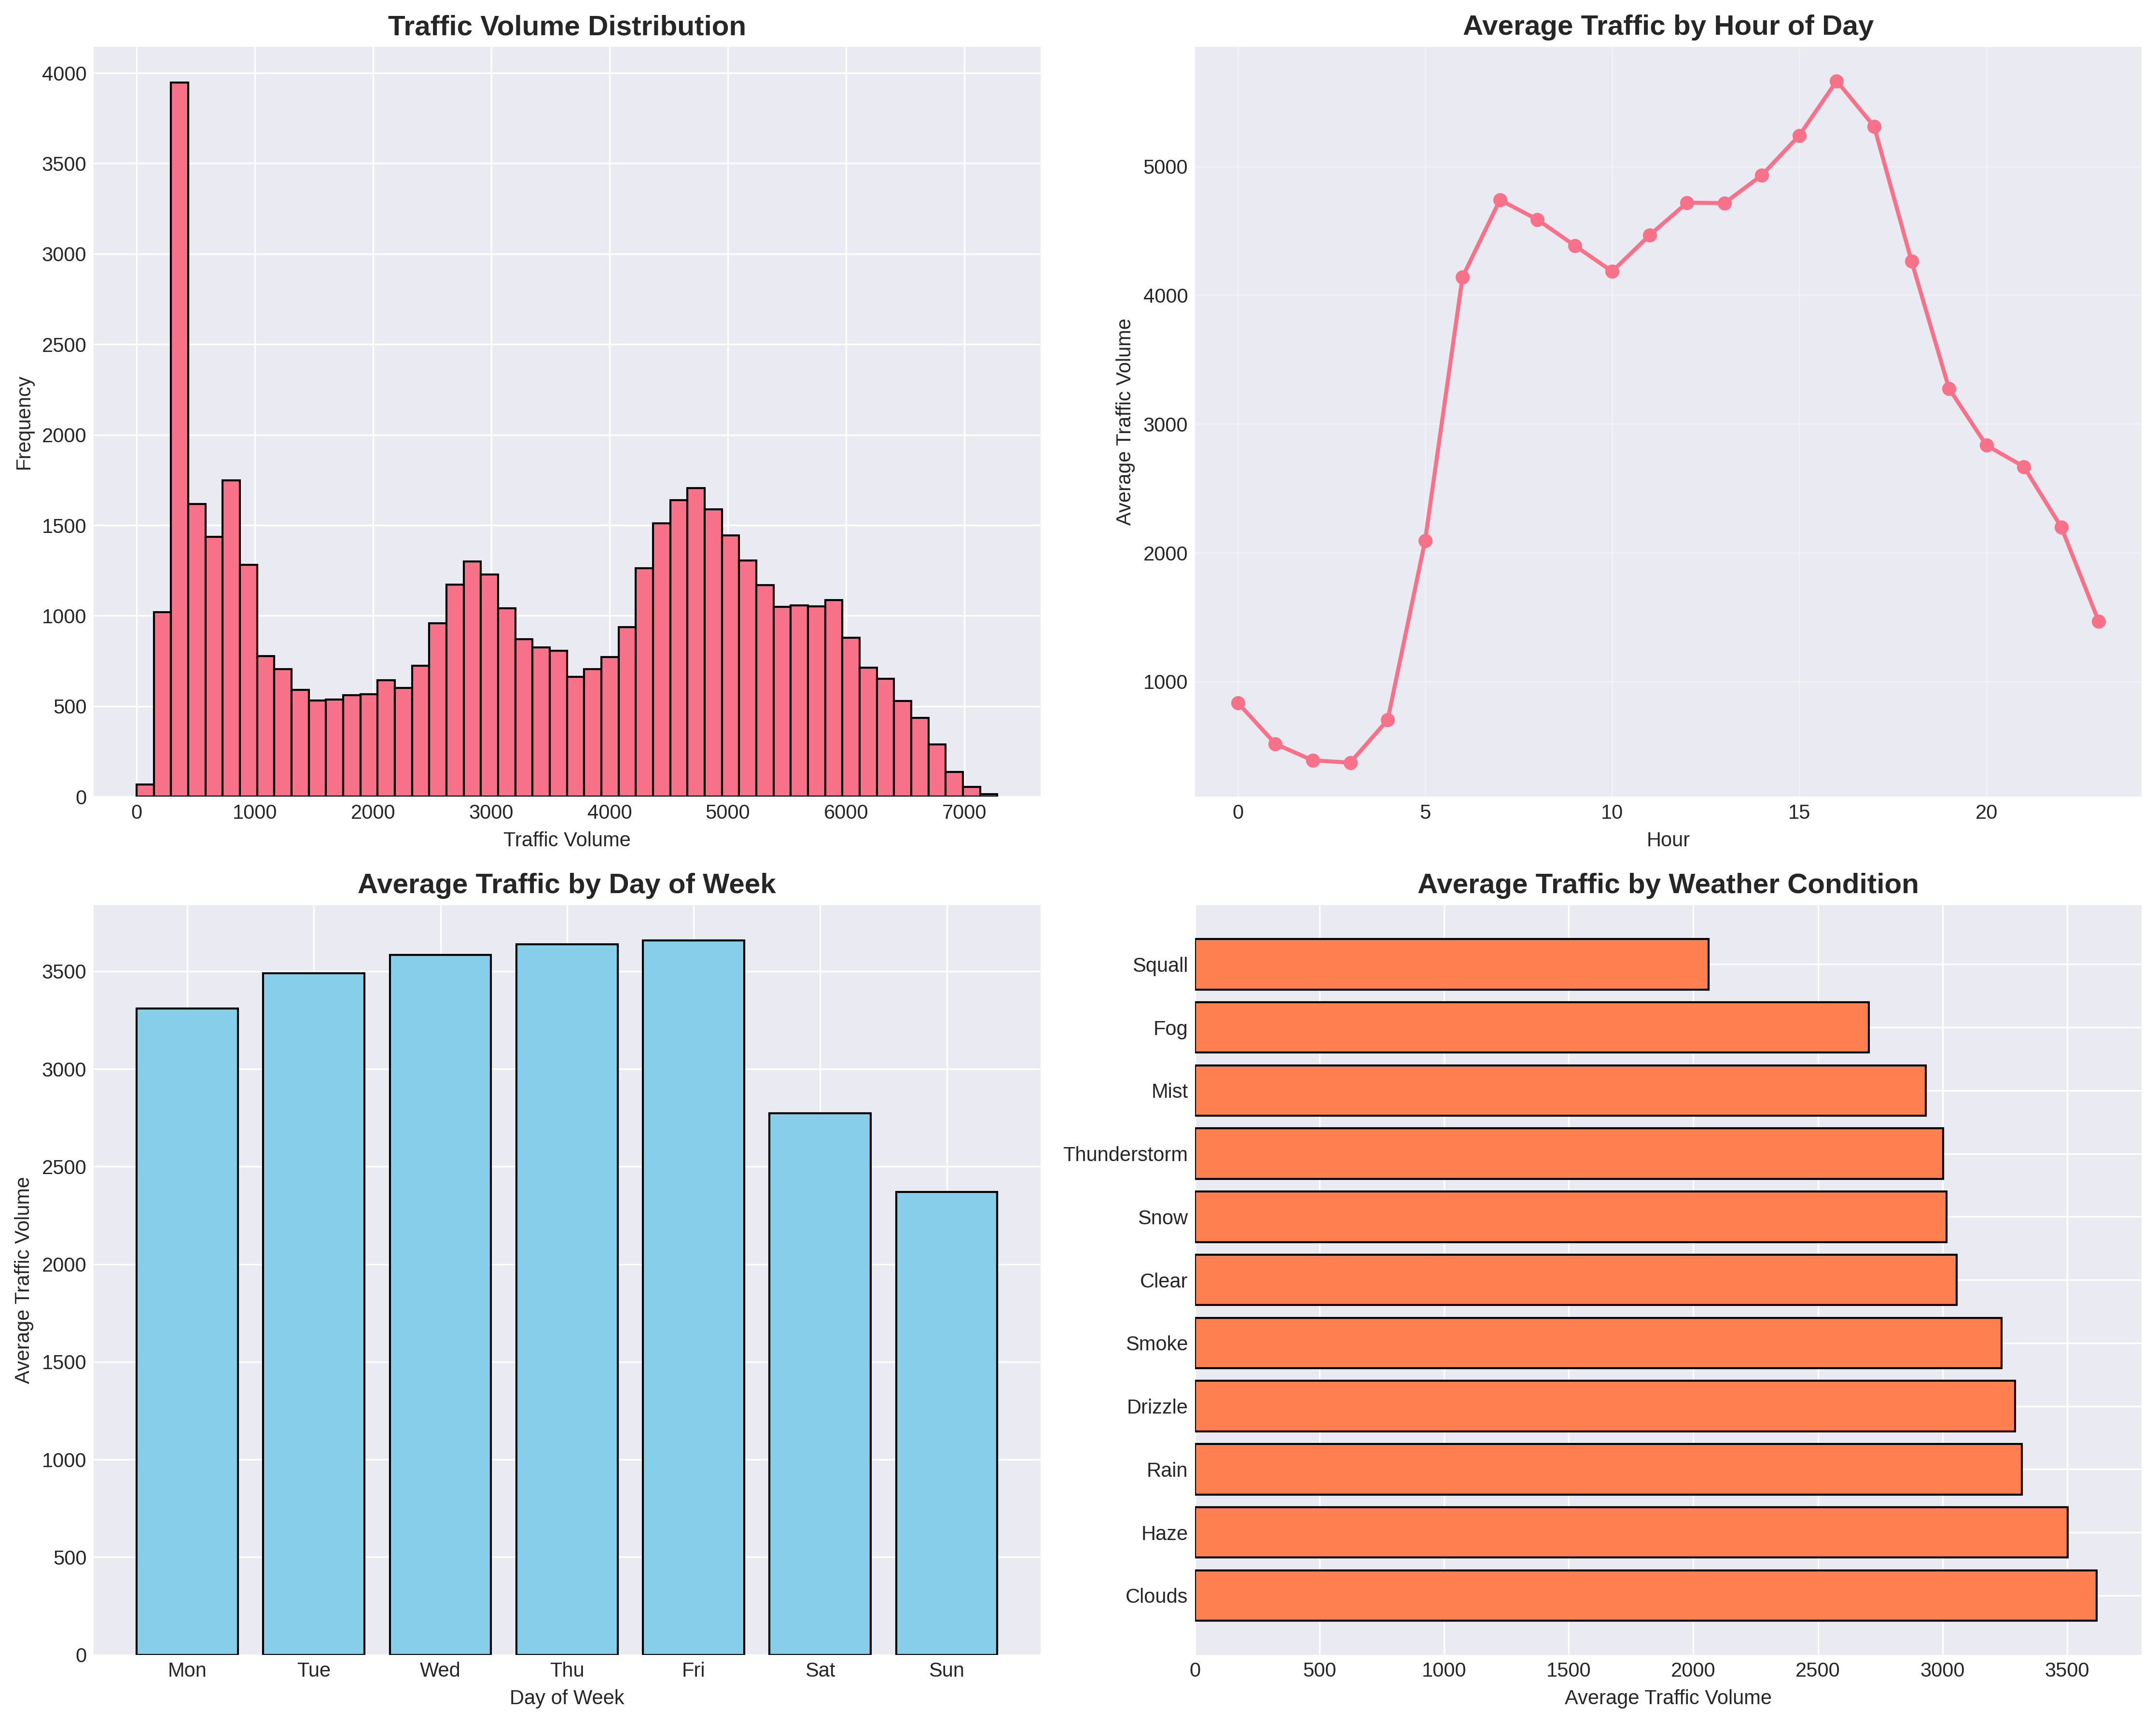 Traffic Volume Distribution
4000
3500
3000
2500
2000
1500
1000
500
0
Frequency
0 1000 2000 3000 4000 5000 6000 7000
Traffic Volume
Average Traffic by Hour of Day
5000
4000
3000
2000
1000
Average Traffic Volume
0 5 10 15 20
Hour
Average Traffic by Day of Week
3500
3000
2500
2000
1500
1000
500
0
Average Traffic Volume
Mon Tue Wed Thu Fri Sat Sun
Day of Week
Average Traffic by Weather Condition
Squall
Fog
Mist
Thunderstorm
Snow
Clear
Smoke
Drizzle
Rain
Haze
Clouds
0 500 1000 1500 2000 2500 3000 3500
Average Traffic Volume